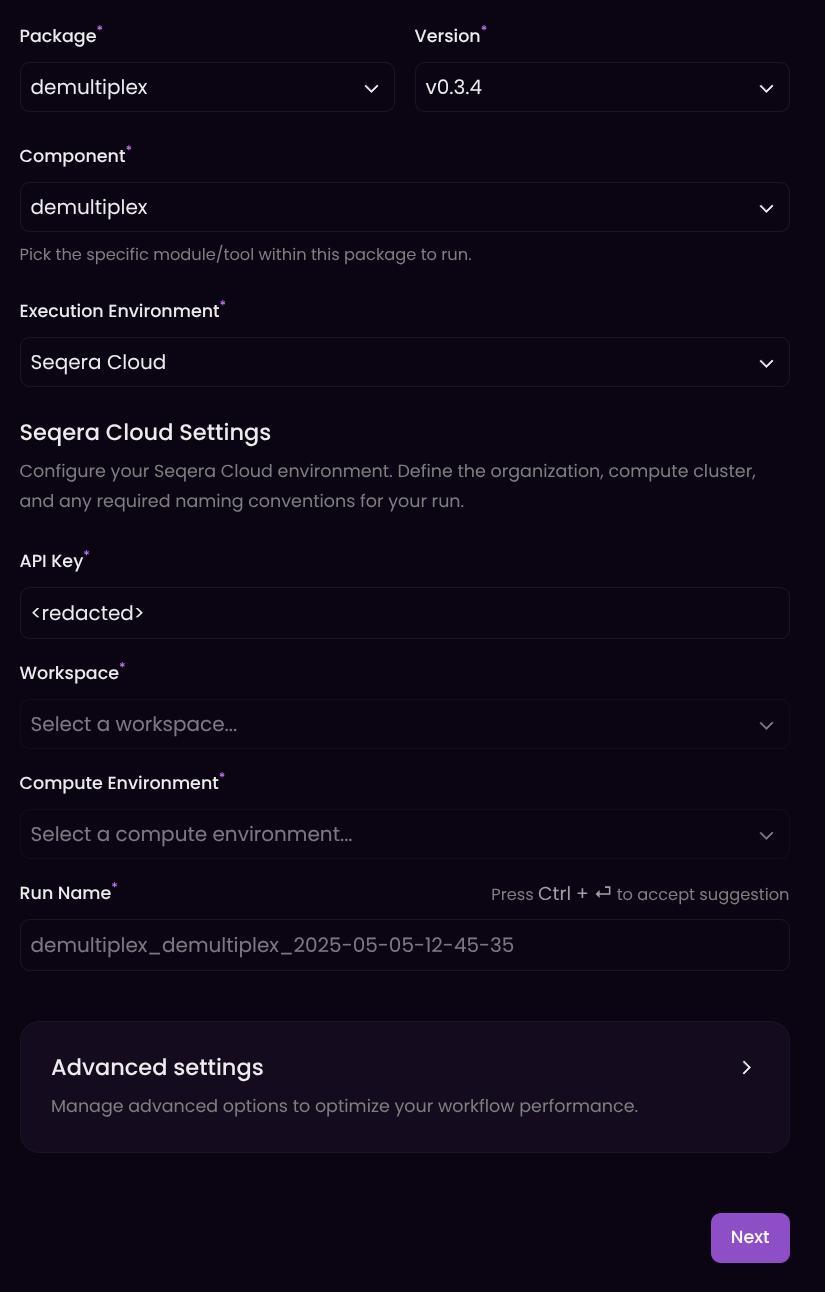 Package*
Version*
demultiplex
v0.3.4
Component*
demultiplex
Pick the specific module/tool within this package to run.
Execution Environment*
Seqera Cloud
Seqera Cloud Settings
Configure your Seqera Cloud environment. Define the organization, compute cluster,
and any required naming conventions for your run.
API Key*
<redacted>
Workspace*
Select a workspace...
Compute Environment*
Select a compute environment...
Run Name*
Press Ctrl + ⏎ to accept suggestion
demultiplex_demultiplex_2025-05-05-12-45-35
Advanced settings
Manage advanced options to optimize your workflow performance.
Next